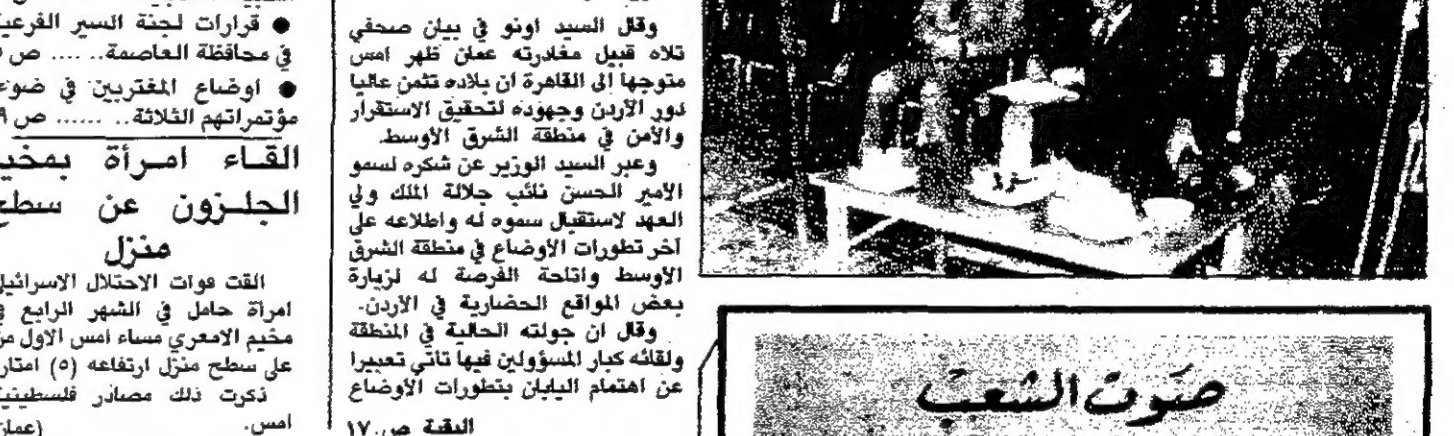 وقال السيد اونو في بيان صحفي
تلاه قبيل مغادرته عمان ظهر امس
متوجها إلى القاهرة ان بلاده تثمن عاليا
دور الأردن وجهوده لتحقيق الاستقرار
والأمن في منطقة الشرق الأوسط.
وعبر السيد الوزير عن شكره لسمو
الأمير الحسن نائب جلالة الملك ولي
العهد لاستقبال سموه له واطلاعه على
آخر تطورات الأوضاع في منطقة الشرق
الأوسط واتاحة الفرصة له لزيارة
بعض المواقع الحضارية في الأردن.
وقال ان جولته الحالية في المنطقة
ولقائه كبار المسؤولين فيها تأتي تعبيرا
عن اهتمام اليابان بتطورات الأوضاع
البقية ص.١٧
● قرارات لجنة السير الفرعية
في محافظة العاصمة.. .... ص
● اوضاع المغتربين في ضوء
مؤتمراتهم الثلاثة.. ...... ص ٩
القاء امرأة بمخيم
الجلزون عن سطح
منزل
القت قوات الاحتلال الاسرائيلي
امرأة حامل في الشهر الرابع في
مخيم الامعري مساء امس الاول من
على سطح منزل ارتفاعه (٥) امتار
ذكرت ذلك مصادر فلسطينية
امس.
(عمان
صوت الشعب